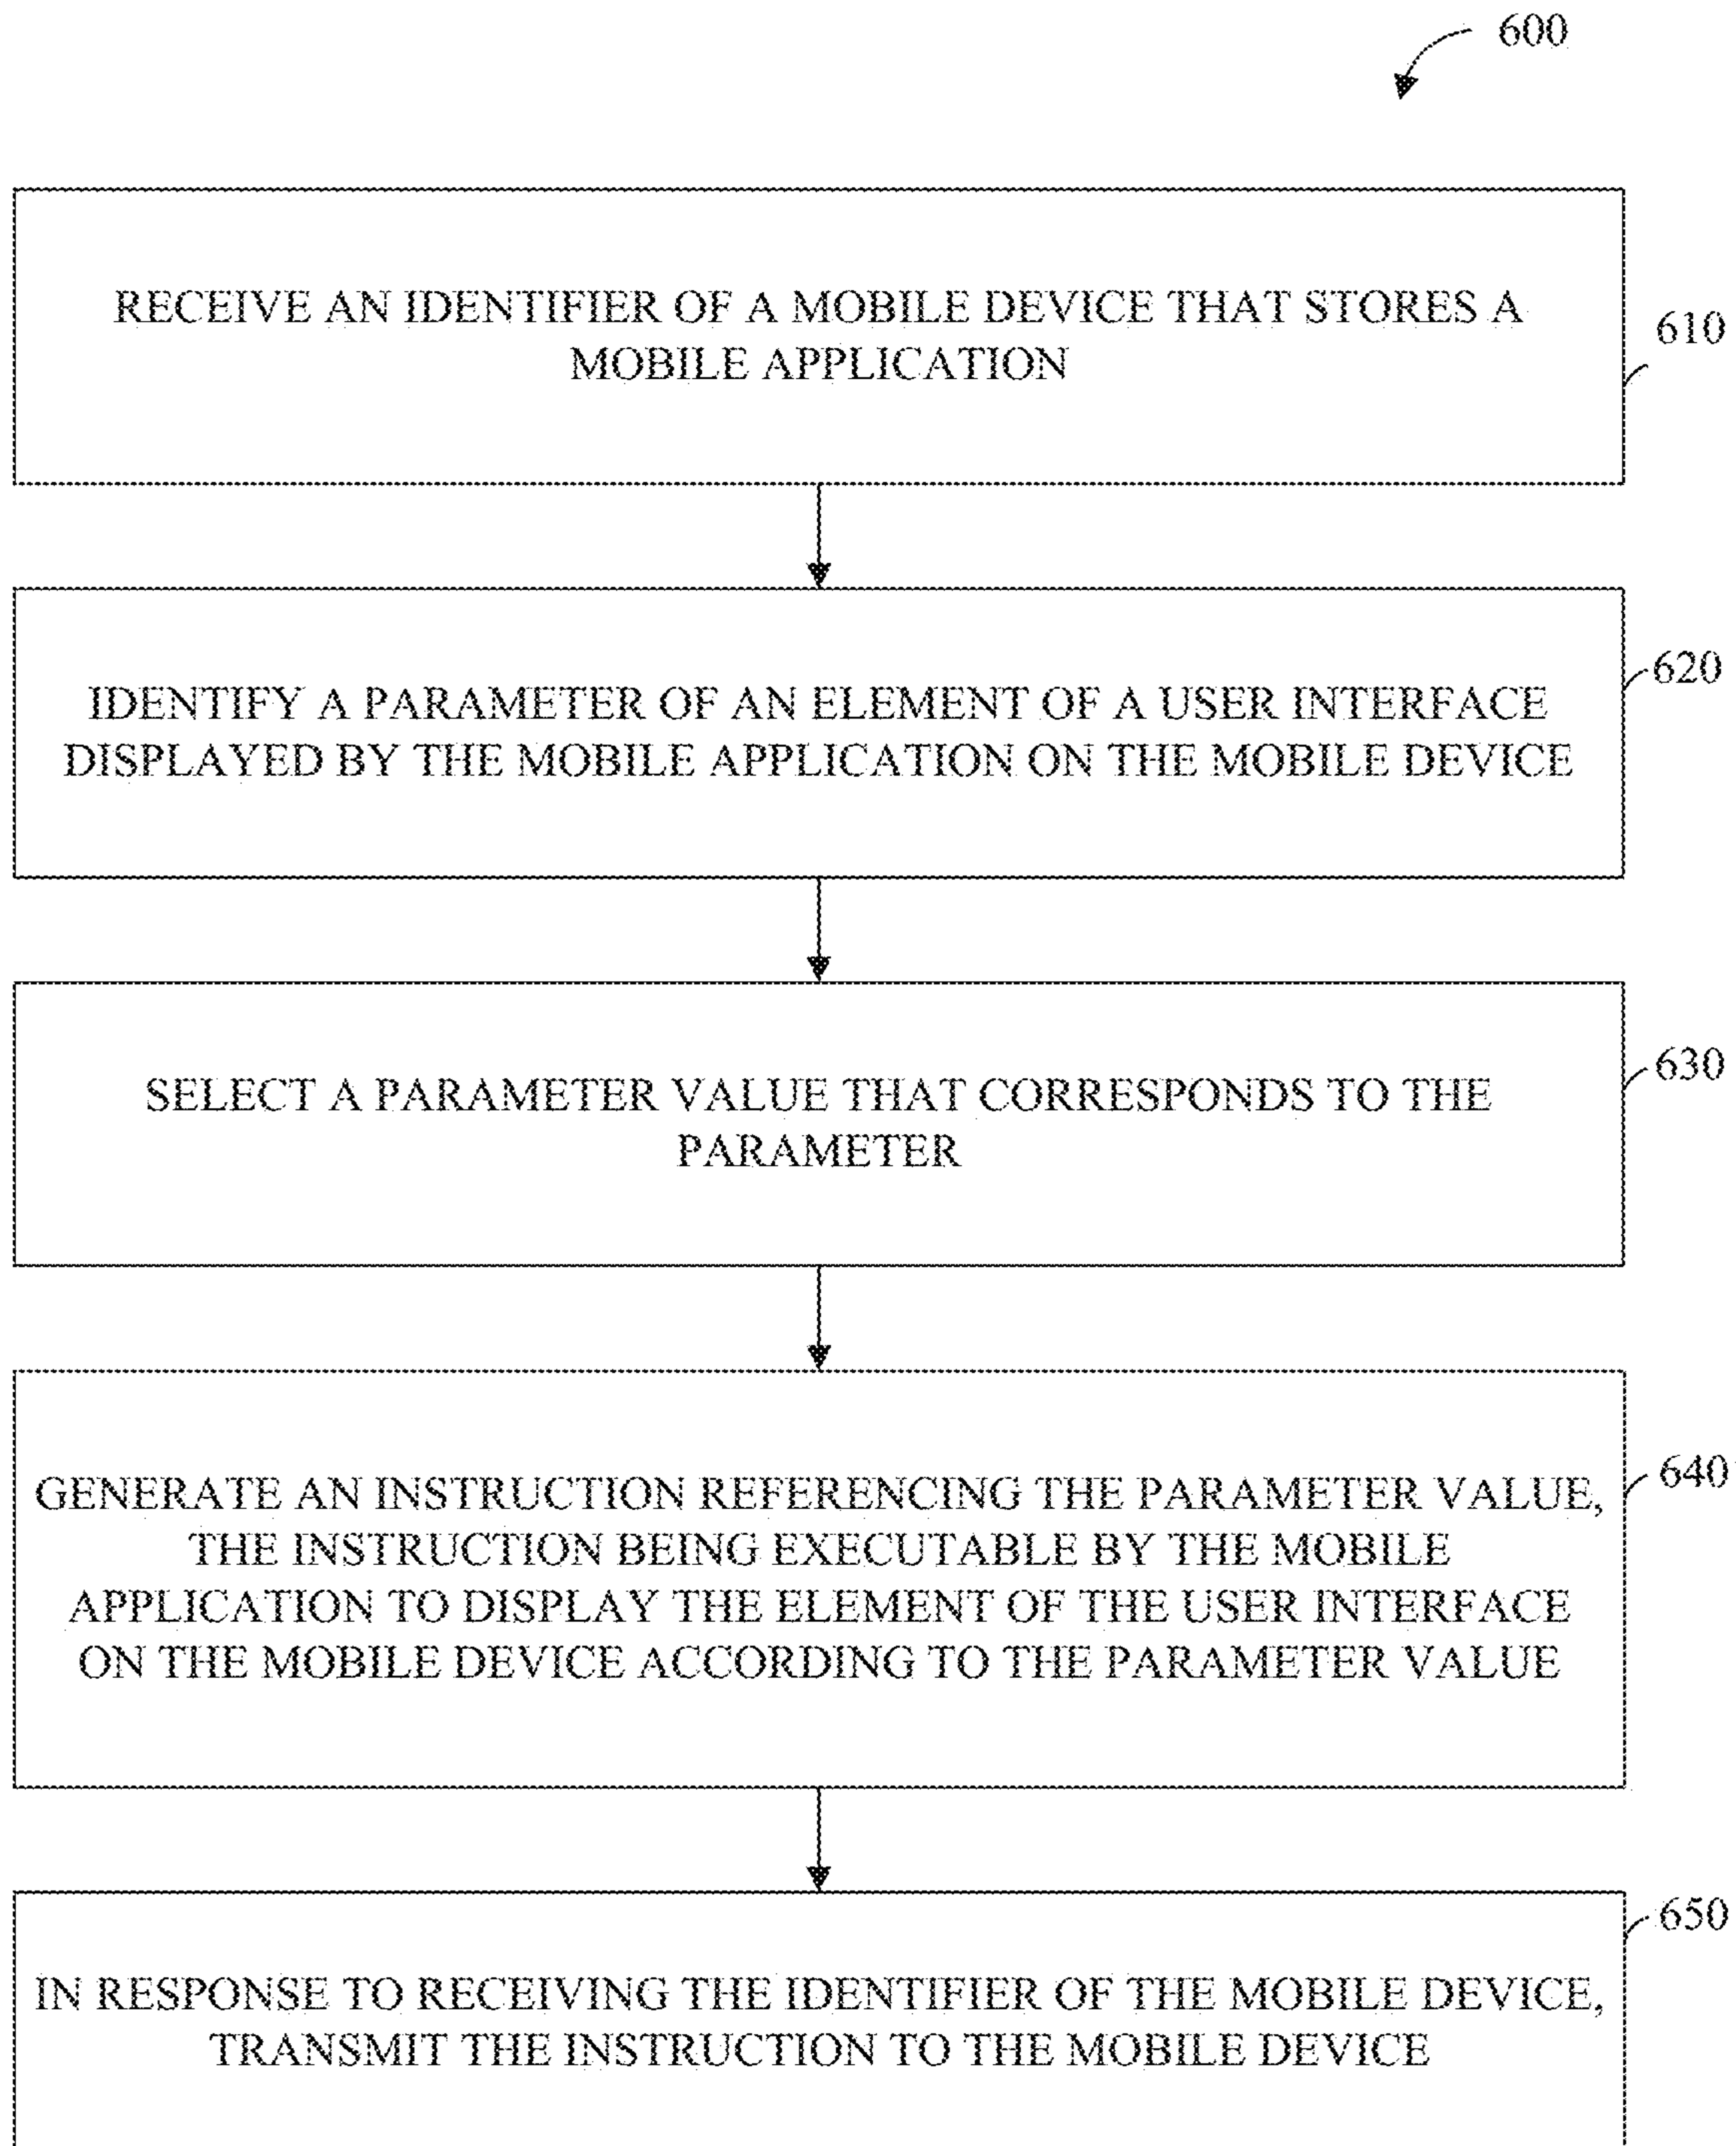 600
RECEIVE AN IDENTIFIER OF A MOBILE DEVICE THAT STORES A
MOBILE APPLICATION
610
IDENTIFY A PARAMETER OF AN ELEMENT OF A USER INTERFACE
DISPLAYED BY THE MOBILE APPLICATION ON THE MOBILE DEVICE
620
SELECT A PARAMETER VALUE THAT CORRESPONDS TO THE
PARAMETER
630
GENERATE AN INSTRUCTION REFERENCING THE PARAMETER VALUE,
THE INSTRUCTION BEING EXECUTABLE BY THE MOBILE
APPLICATION TO DISPLAY THE ELEMENT OF THE USER INTERFACE
ON THE MOBILE DEVICE ACCORDING TO THE PARAMETER VALUE
640
IN RESPONSE TO RECEIVING THE IDENTIFIER OF THE MOBILE DEVICE,
TRANSMIT THE INSTRUCTION TO THE MOBILE DEVICE
650